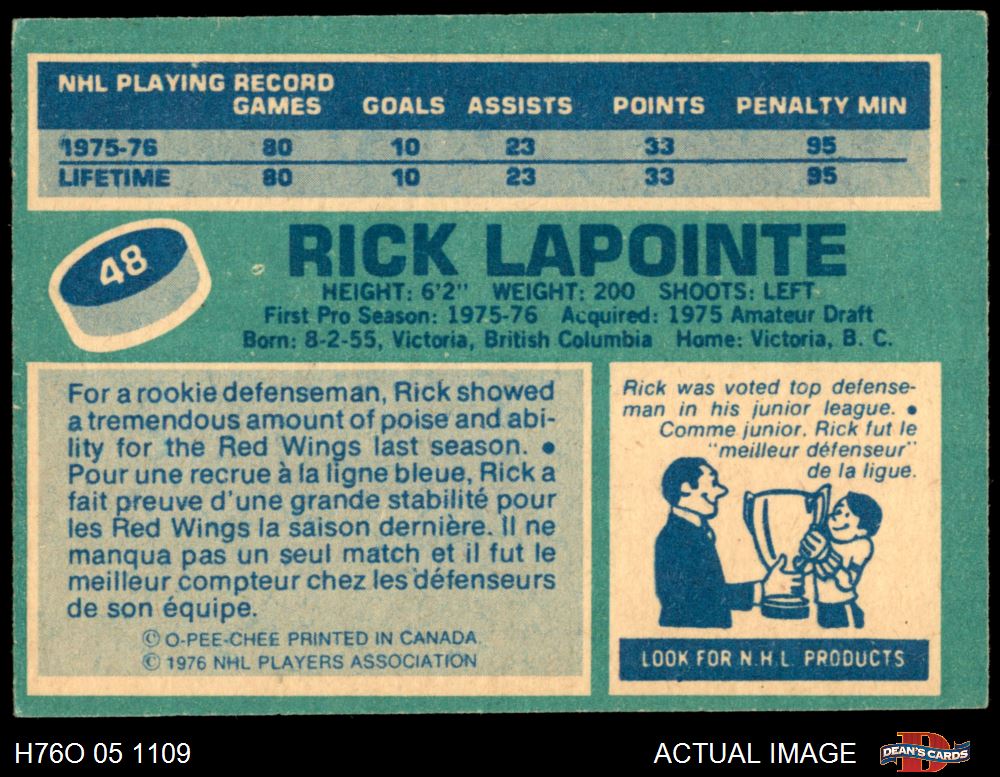 NHL PLAYING RECORD
GAMES GOALS ASSISTS POINTS PENALTY MIN
1975-76 80 10 23 33 95
LIFETIME 80 10 23 33 95
48
RICK LAPOINTE
HEIGHT: 6'2" WEIGHT: 200 SHOOTS: LEFT
First Pro Season: 1975-76 Acquired: 1975 Amateur Draft
Born: 8-2-55, Victoria, British Columbia Home: Victoria, B. C.
For a rookie defenseman, Rick showed
a tremendous amount of poise and abi-
lity for the Red Wings last season. •
Pour une recrue à la ligne bleue, Rick a
fait preuve d'une grande stabilité pour
les Red Wings la saison dernière. Il ne
manqua pas un seul match et il fut le
meilleur compteur chez les défenseurs
de son équipe.
© O-PEE-CHEE PRINTED IN CANADA.
© 1976 NHL PLAYERS ASSOCIATION
Rick was voted top defense-
man in his junior league. •
Comme junior, Rick fut le
"meilleur défenseur"
de la ligue.
LOOK FOR N.H.L PRODUCTS
H76O 05 1109
ACTUAL IMAGE
DEAN'S CARDS